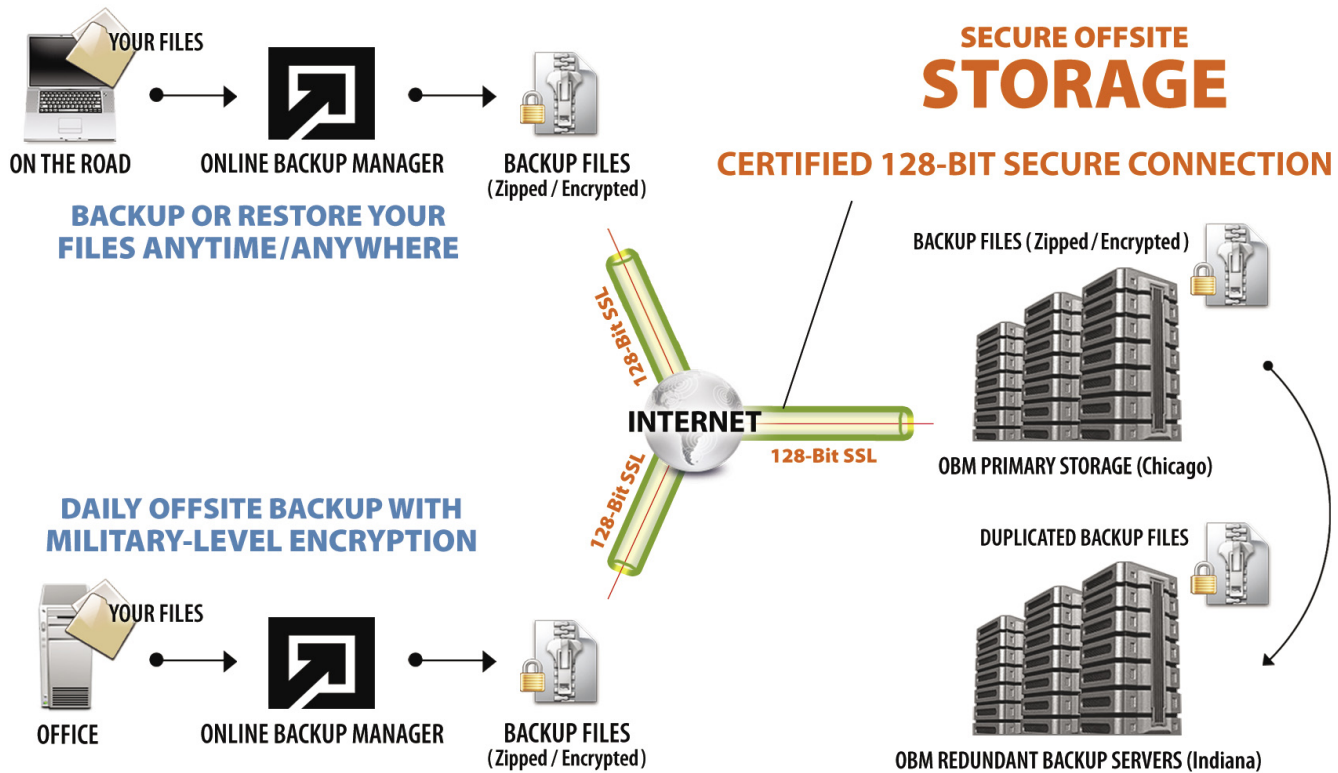 YOUR FILES
ON THE ROAD
ONLINE BACKUP MANAGER
BACKUP FILES
(Zipped / Encrypted)
BACKUP OR RESTORE YOUR
FILES ANYTIME/ANYWHERE
SECURE OFFSITE
STORAGE
CERTIFIED 128-BIT SECURE CONNECTION
BACKUP FILES (Zipped / Encrypted)
OBM PRIMARY STORAGE (Chicago)
128-Bit SSL
INTERNET
128-Bit SSL
128-Bit SSL
DAILY OFFSITE BACKUP WITH
MILITARY-LEVEL ENCRYPTION
YOUR FILES
OFFICE
ONLINE BACKUP MANAGER
BACKUP FILES
(Zipped / Encrypted)
DUPLICATED BACKUP FILES
OBM REDUNDANT BACKUP SERVERS (Indiana)